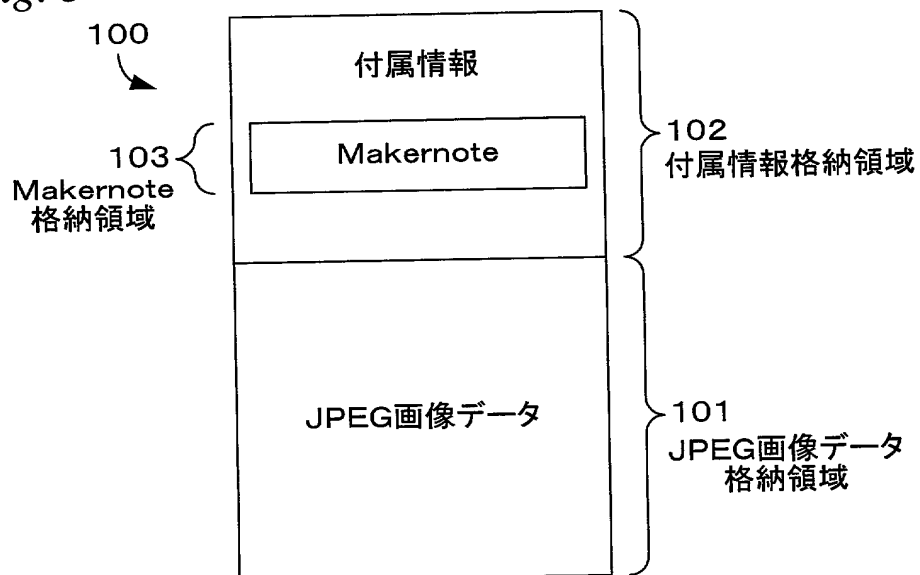 100
付属情報
103
Makernote
格納領域
Makernote
102
付属情報格納領域
JPEG画像データ
101
JPEG画像データ
格納領域